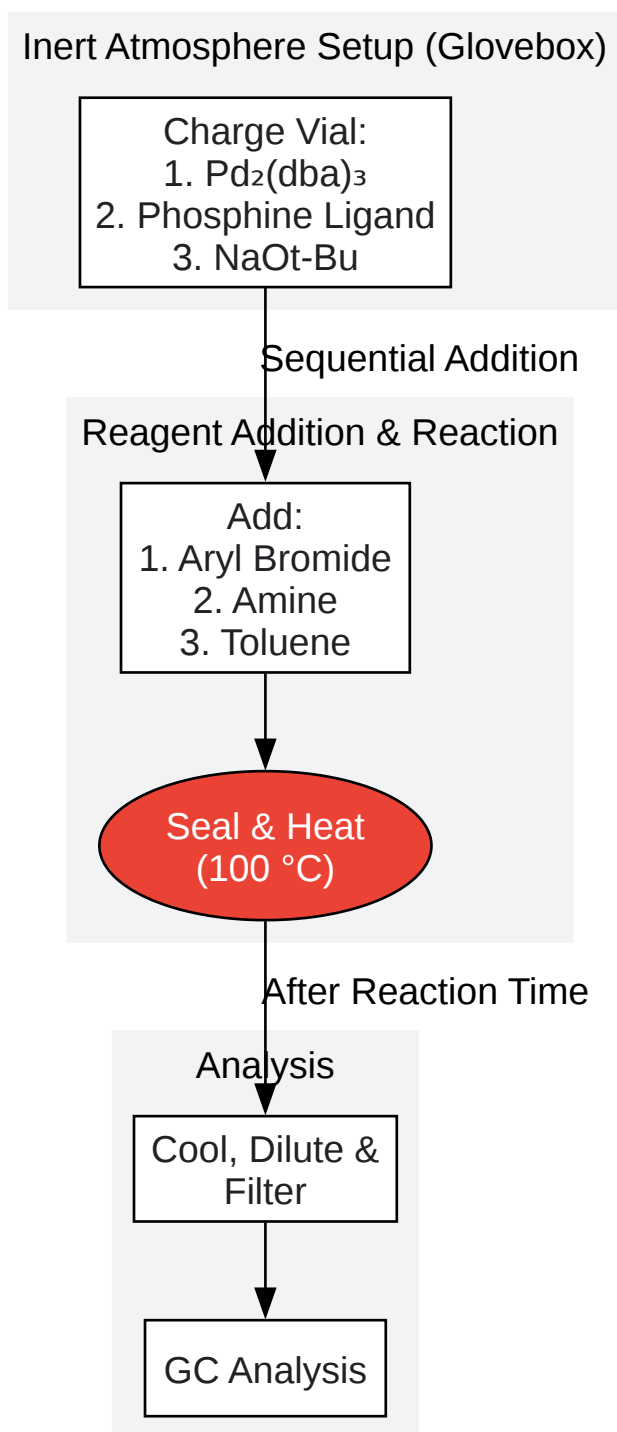 Inert Atmosphere Setup (Glovebox)
Charge Vial:
1. Pd₂(dba)₃
2. Phosphine Ligand
3. NaOt-Bu
Sequential Addition
Reagent Addition & Reaction
Add:
1. Aryl Bromide
2. Amine
3. Toluene
Seal & Heat
(100 °C)
After Reaction Time
Analysis
Cool, Dilute &
Filter
GC Analysis